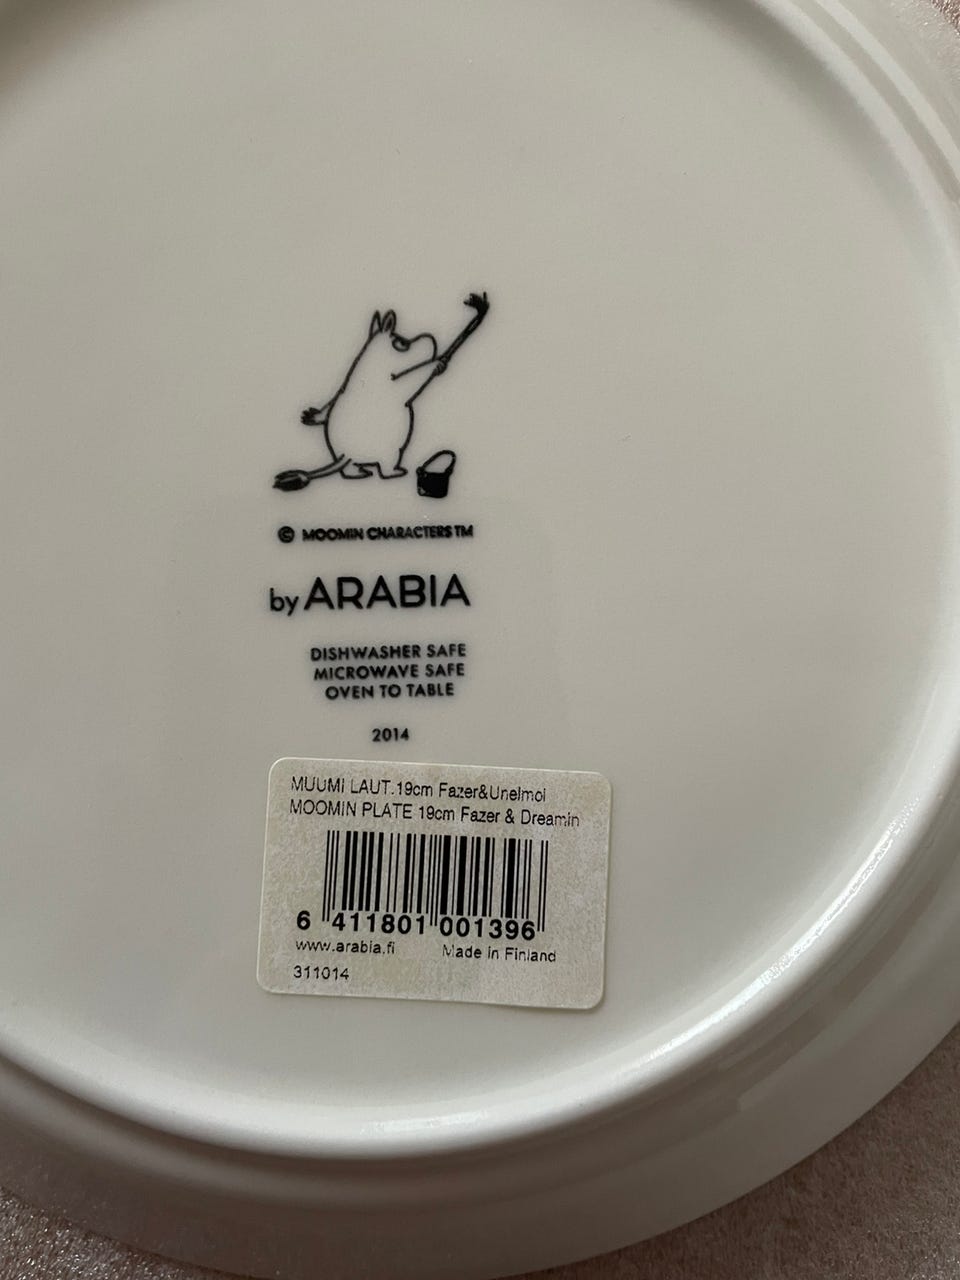 © MOOMIN CHARACTERS TM
by ARABIA
DISHWASHER SAFE
MICROWAVE SAFE
OVEN TO TABLE
2014
MUUMI LAUT.19cm Fazer&Unelmoi
MOOMIN PLATE 19cm Fazer & Dreamin
6 411801 001396
www.arabia.fi Made in Finland
311014